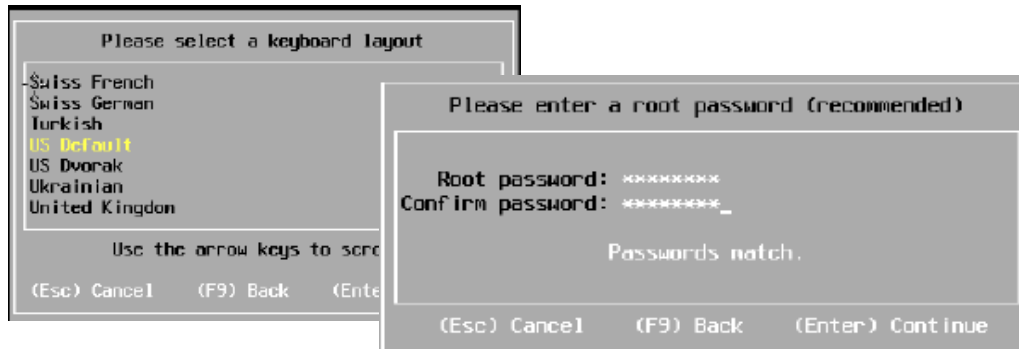 Please select a keyboard layout
Swiss French
Swiss German
Turkish
US Default
US Dvorak
Ukrainian
United Kingdom
Use the arrow keys to scro
(Esc) Cancel (F9) Back (Ente
Please enter a root password (recommended)
Root password: ********
Confirm password: ********_
Passwords match.
(Esc) Cancel (F9) Back (Enter) Continue